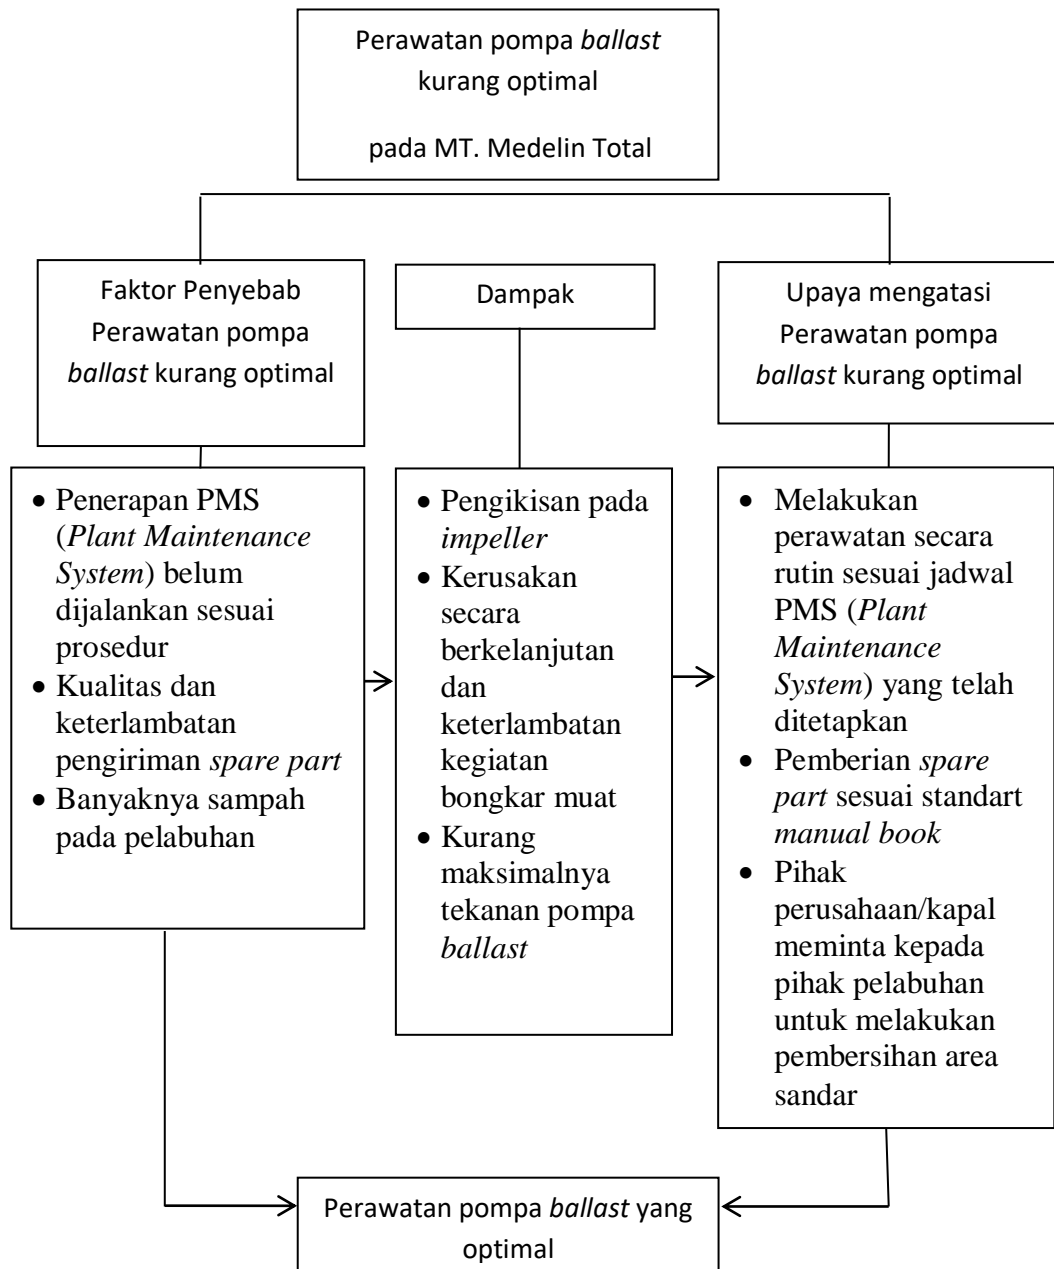 Perawatan pompa ballast
kurang optimal
pada MT. Medelin Total
Faktor Penyebab
Perawatan pompa
ballast kurang optimal
Dampak
Upaya mengatasi
Perawatan pompa
ballast kurang optimal
• Penerapan PMS
(Plant Maintenance
System) belum
dijalankan sesuai
prosedur
• Kualitas dan
keterlambatan
pengiriman spare part
• Banyaknya sampah
pada pelabuhan
• Pengikisan pada
impeller
• Kerusakan
secara
berkelanjutan
dan
keterlambatan
kegiatan
bongkar muat
• Kurang
maksimalnya
tekanan pompa
ballast
• Melakukan
perawatan secara
rutin sesuai jadwal
PMS (Plant
Maintenance
System) yang telah
ditetapkan
• Pemberian spare
part sesuai standart
manual book
• Pihak
perusahaan/kapal
meminta kepada
pihak pelabuhan
untuk melakukan
pembersihan area
sandar
Perawatan pompa ballast yang
optimal